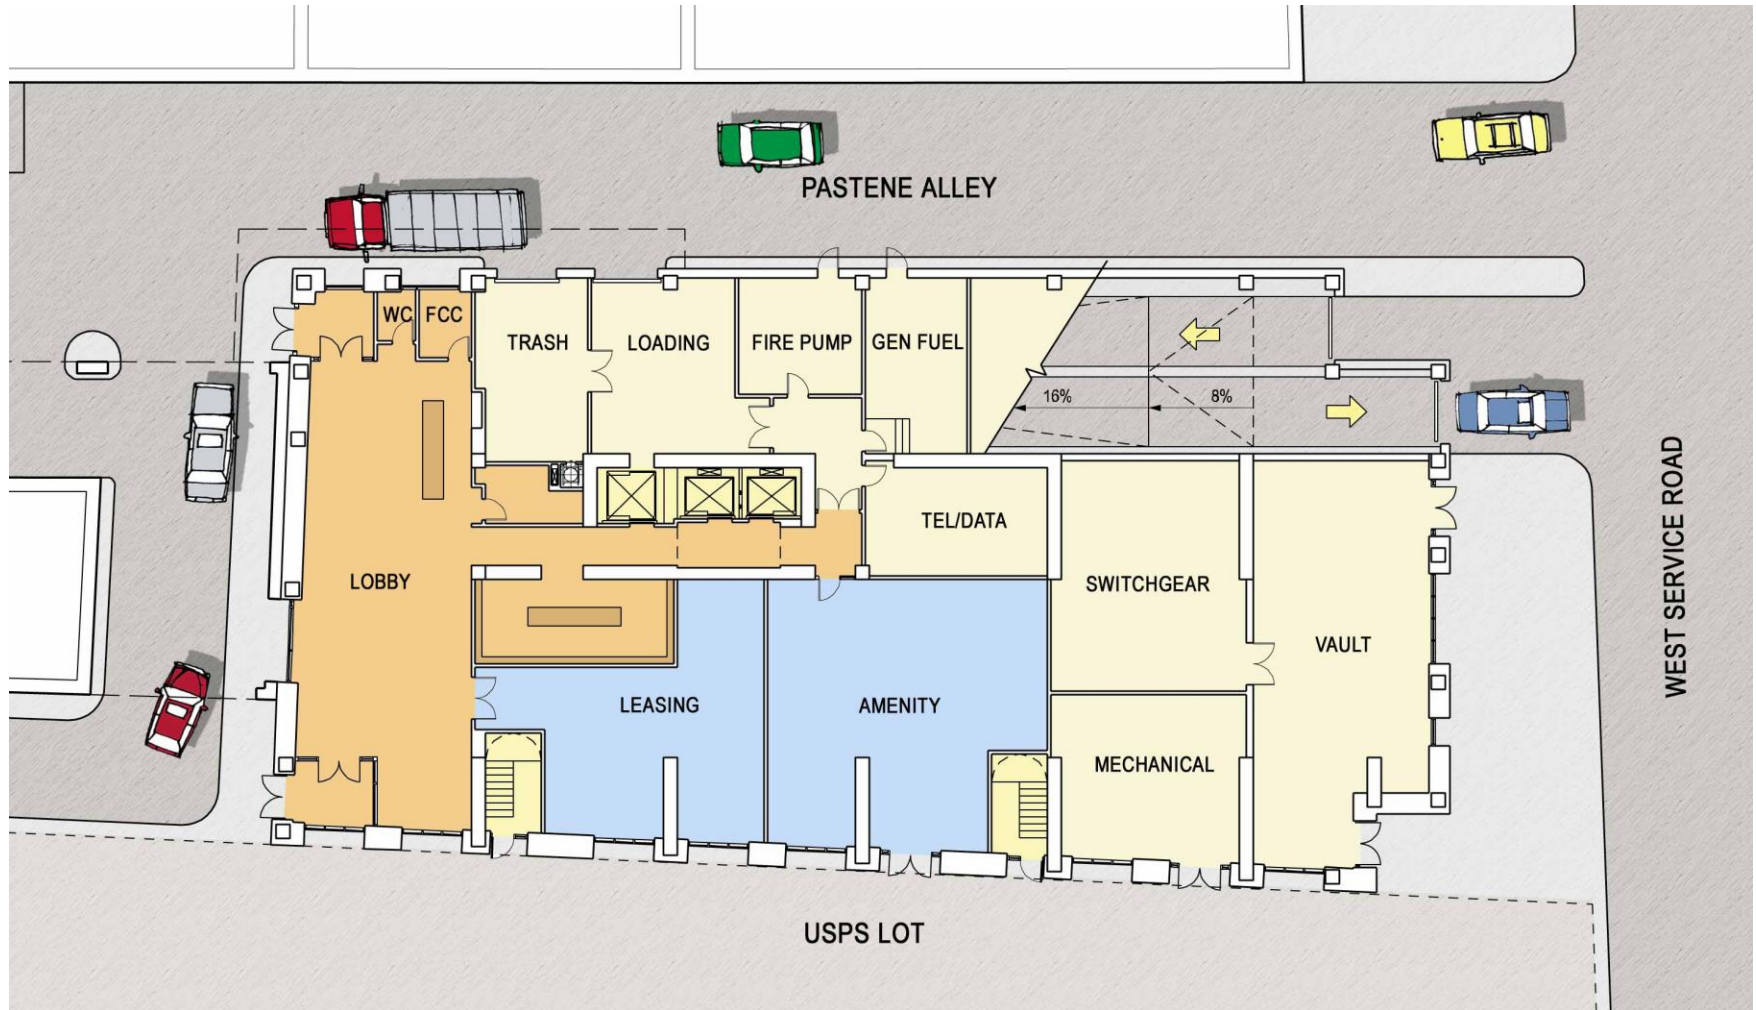 PASTENE ALLEY
WC
FCC
TRASH
LOADING
FIRE PUMP
GEN FUEL
16%
8%
TEL/DATA
LOBBY
SWITCHGEAR
VAULT
LEASING
AMENITY
MECHANICAL
WEST SERVICE ROAD
USPS LOT